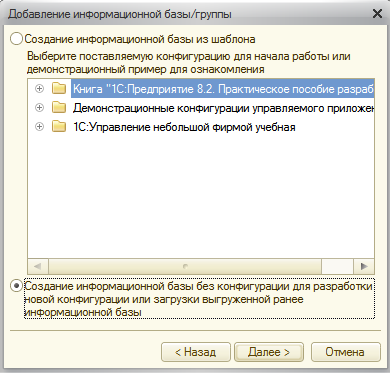 Добавление информационной базы/группы
Создание информационной базы из шаблона
Выберите поставляемую конфигурацию для начала работы или
демонстрационный пример для ознакомления
Книга "1С:Предприятие 8.2. Практическое пособие разраб
Демонстрационные конфигурации управляемого приложен
1С:Управление небольшой фирмой учебная
Создание информационной базы без конфигурации для разработки
новой конфигурации или загрузки выгруженной ранее
информационной базы
< Назад
Далее >
Отмена